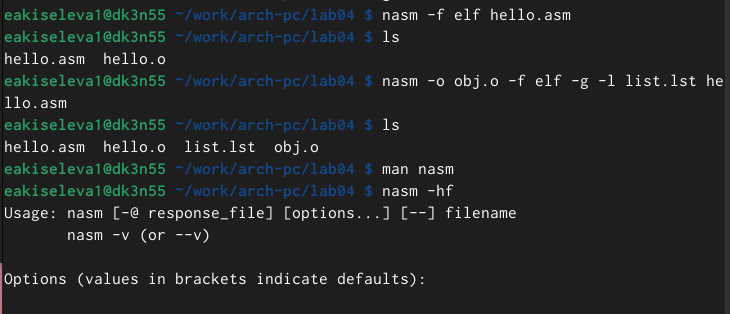 eakiseleva1@dk3n55 ~/work/arch-pc/lab04 $ nasm -f elf hello.asm
eakiseleva1@dk3n55 ~/work/arch-pc/lab04 $ ls
hello.asm  hello.o
eakiseleva1@dk3n55 ~/work/arch-pc/lab04 $ nasm -o obj.o -f elf -g -l list.lst he
llo.asm
eakiseleva1@dk3n55 ~/work/arch-pc/lab04 $ ls
hello.asm  hello.o  list.lst  obj.o
eakiseleva1@dk3n55 ~/work/arch-pc/lab04 $ man nasm
eakiseleva1@dk3n55 ~/work/arch-pc/lab04 $ nasm -hf
Usage: nasm [-@ response_file] [options...] [--] filename
       nasm -v (or --v)
Options (values in brackets indicate defaults):